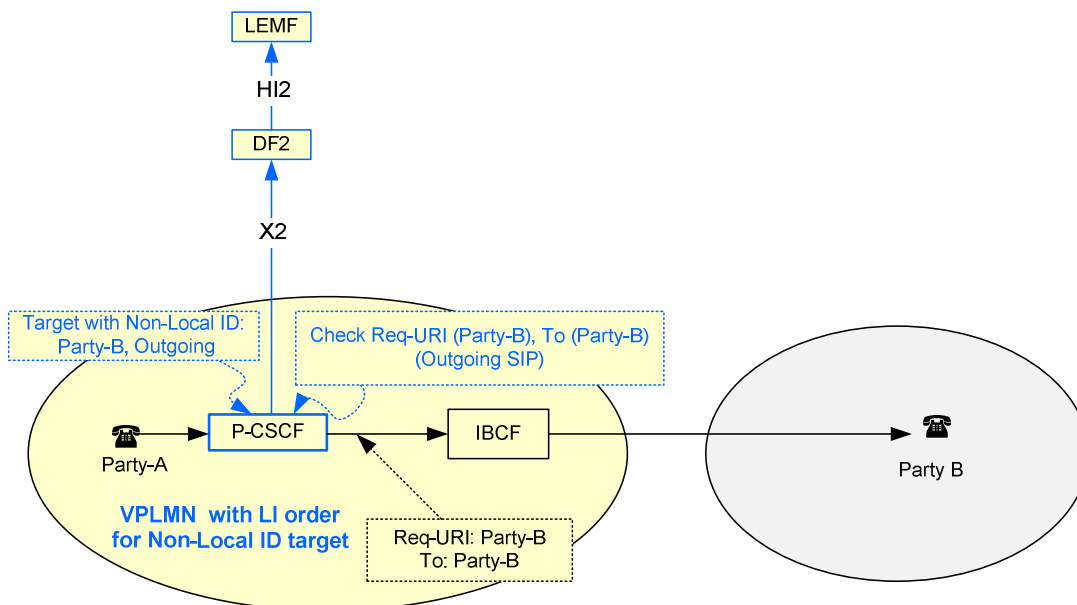 LEMF
HI2
DF2
X2
Target with Non-Local ID:
Party-B, Outgoing
Check Req-URI (Party-B), To (Party-B)
(Outgoing SIP)
Party-A
P-CSCF
IBCF
Party B
VPLMN with LI order
for Non-Local ID target
Req-URI: Party-B
To: Party-B